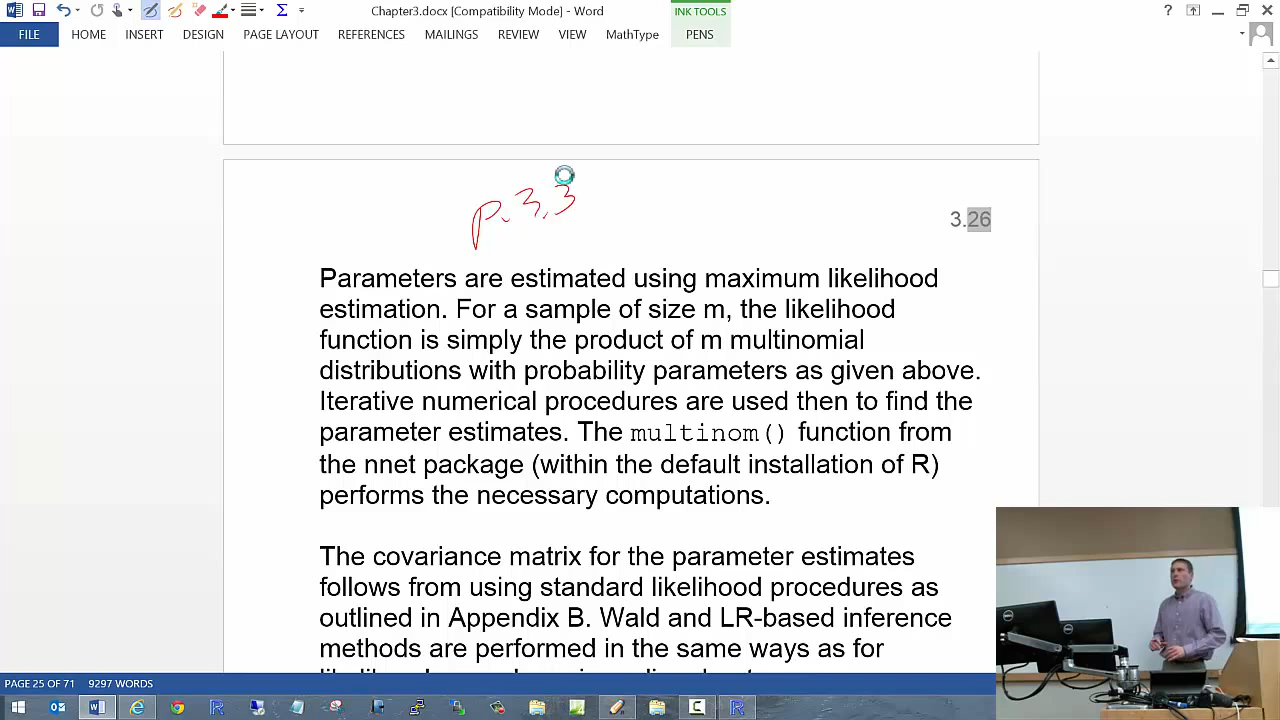 Chapter3.docx [Compatibility Mode] - Word
INK TOOLS
FILE HOME INSERT DESIGN PAGE LAYOUT REFERENCES MAILINGS REVIEW VIEW MathType PENS
p. 3.3
3.26
Parameters are estimated using maximum likelihood
estimation. For a sample of size m, the likelihood
function is simply the product of m multinomial
distributions with probability parameters as given above.
Iterative numerical procedures are used then to find the
parameter estimates. The multinom() function from
the nnet package (within the default installation of R)
performs the necessary computations.
The covariance matrix for the parameter estimates
follows from using standard likelihood procedures as
outlined in Appendix B. Wald and LR-based inference
methods are performed in the same ways as for
PAGE 25 OF 71 9297 WORDS